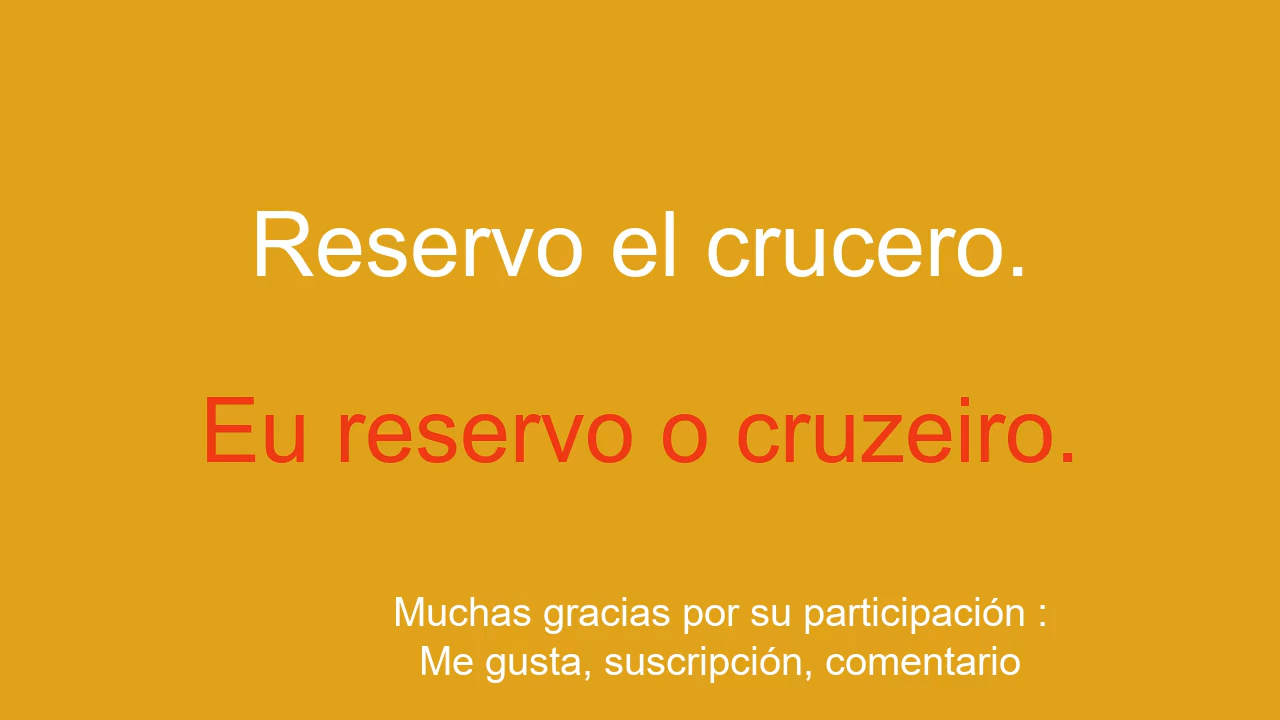 Reservo el crucero.
Eu reservo o cruzeiro.
Muchas gracias por su participación :
Me gusta, suscripción, comentario